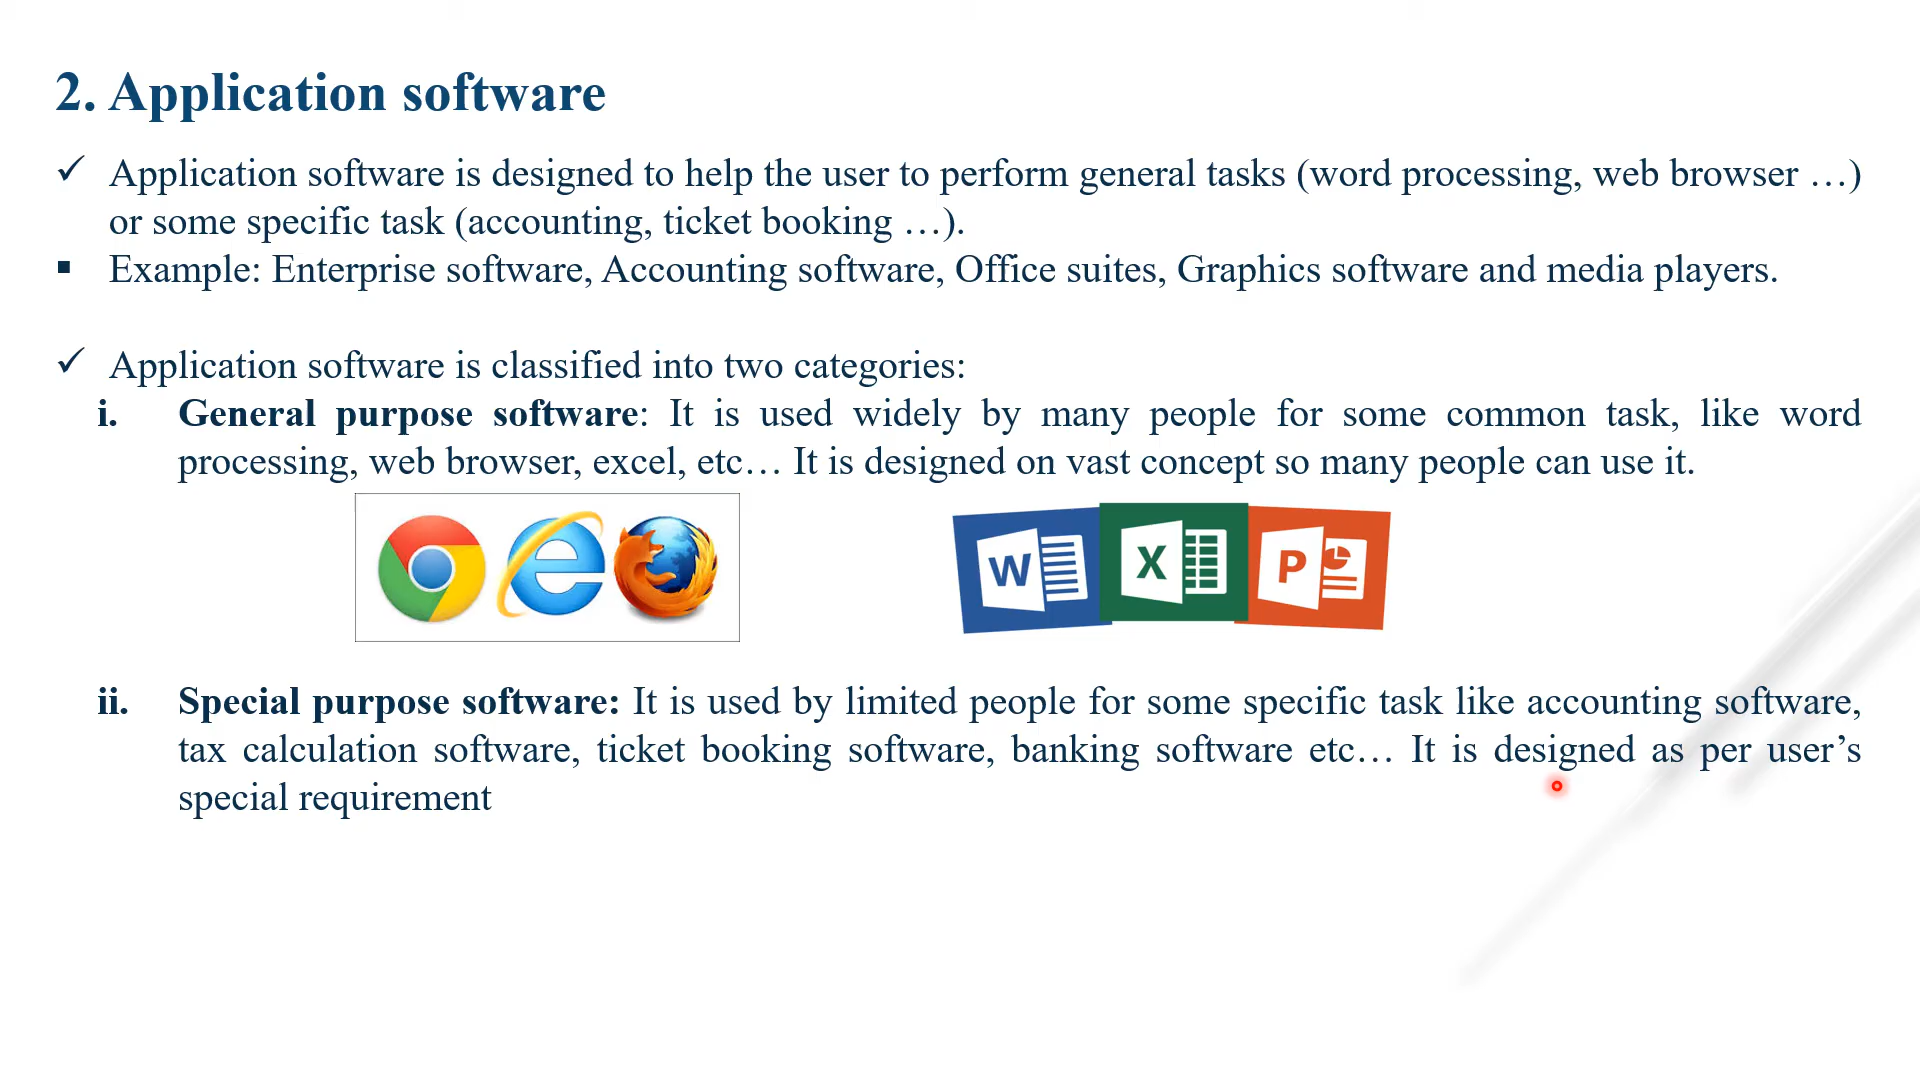 2. Application software
✓ Application software is designed to help the user to perform general tasks (word processing, web browser …)
or some specific task (accounting, ticket booking …).
▪ Example: Enterprise software, Accounting software, Office suites, Graphics software and media players.
✓ Application software is classified into two categories:
i. General purpose software: It is used widely by many people for some common task, like word
processing, web browser, excel, etc… It is designed on vast concept so many people can use it.
W X P
ii. Special purpose software: It is used by limited people for some specific task like accounting software,
tax calculation software, ticket booking software, banking software etc… It is designed as per user’s
special requirement